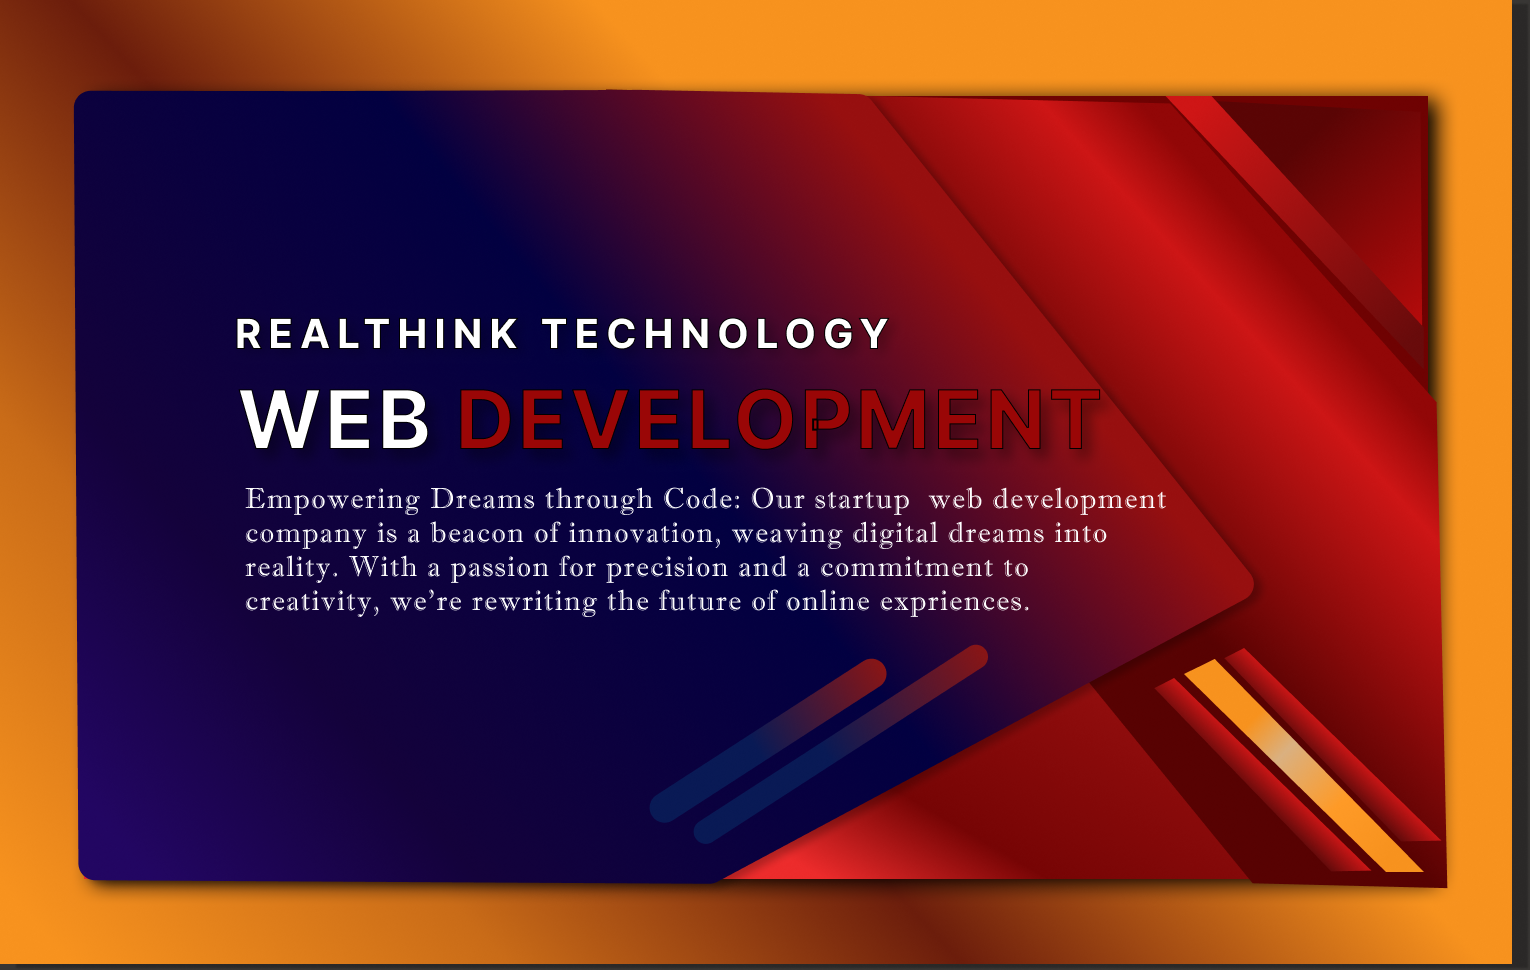 REALTHINK TECHNOLOGY
WEB DEVELOPMENT
Empowering Dreams through Code: Our startup  web development
company is a beacon of innovation, weaving digital dreams into
reality. With a passion for precision and a commitment to
creativity, we’re rewriting the future of online expriences.